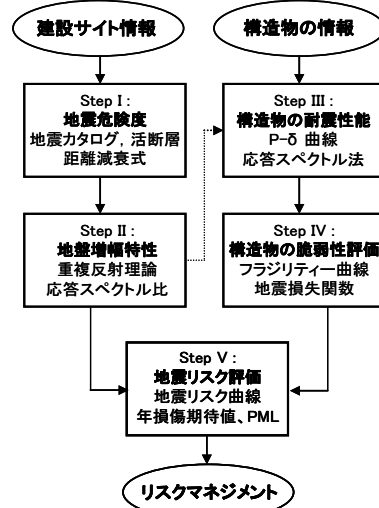 建設サイト情報
構造物の情報
Step Ⅰ:
地震危険度
地震カタログ，活断層
距離減衰式
Step Ⅲ:
構造物の耐震性能
P-δ 曲線
応答スペクトル法
Step Ⅱ:
地盤増幅特性
重複反射理論
応答スペクトル比
Step Ⅳ:
構造物の脆弱性評価
フラジリティー曲線
地震損失関数
Step Ⅴ:
地震リスク評価
地震リスク曲線
年損傷期待値、PML
リスクマネジメント